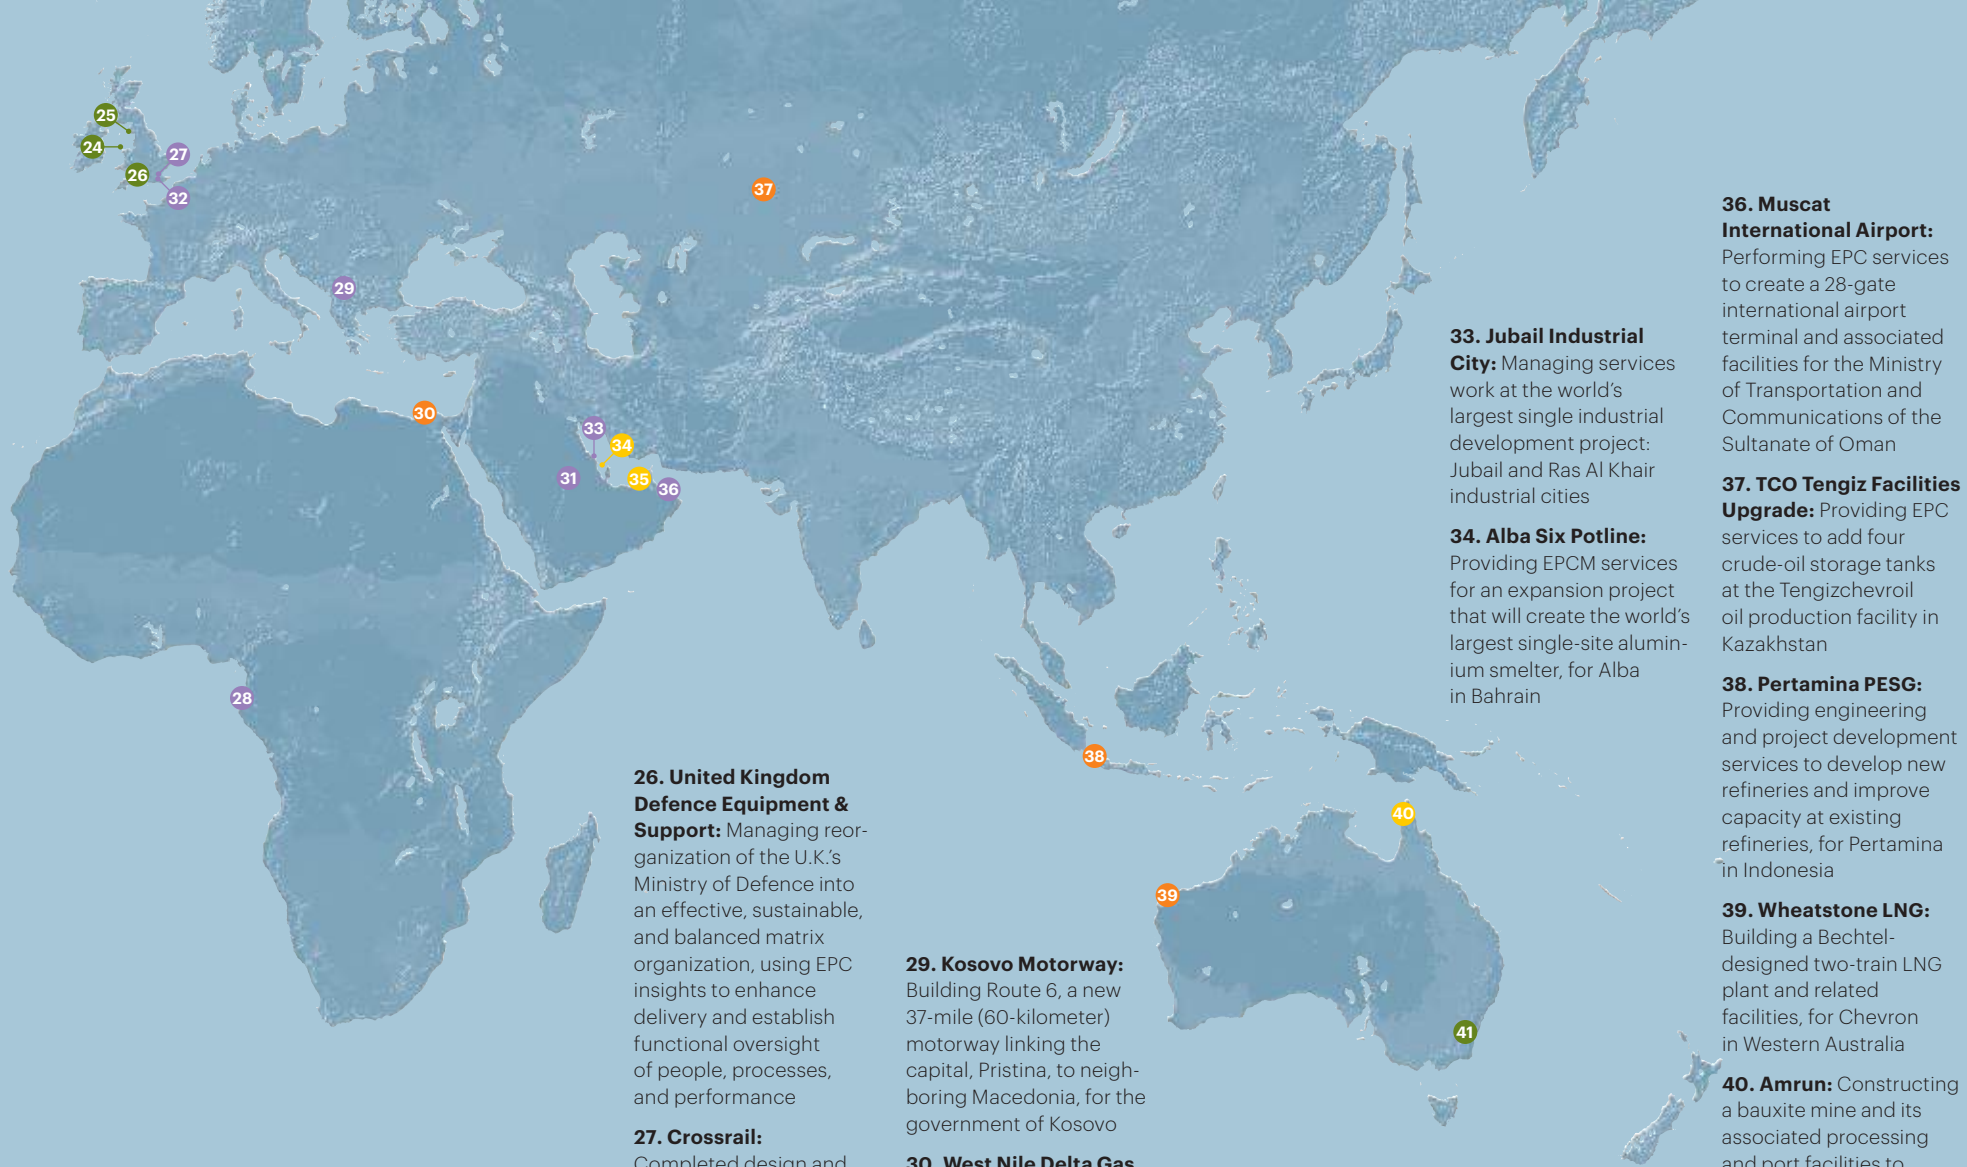 25
24
27
26
32
37
29
30
33
34
31
35
36
28
38
40
39
41
26. United Kingdom
Defence Equipment &
Support: Managing reor-
ganization of the U.K.'s
Ministry of Defence into
an effective, sustainable,
and balanced matrix
organization, using EPC
insights to enhance
delivery and establish
functional oversight
of people, processes,
and performance
27. Crossrail:
Completed design and
29. Kosovo Motorway:
Building Route 6, a new
37-mile (60-kilometer)
motorway linking the
capital, Pristina, to neigh-
boring Macedonia, for the
government of Kosovo
30. West Nile Delta Gas
33. Jubail Industrial
City: Managing services
work at the world's
largest single industrial
development project:
Jubail and Ras Al Khair
industrial cities
34. Alba Six Potline:
Providing EPCM services
for an expansion project
that will create the world's
largest single-site alumin-
ium smelter, for Alba
in Bahrain
36. Muscat
International Airport:
Performing EPC services
to create a 28-gate
international airport
terminal and associated
facilities for the Ministry
of Transportation and
Communications of the
Sultanate of Oman
37. TCO Tengiz Facilities
Upgrade: Providing EPC
services to add four
crude-oil storage tanks
at the Tengizchevroil
oil production facility in
Kazakhstan
38. Pertamina PESG:
Providing engineering
and project development
services to develop new
refineries and improve
capacity at existing
refineries, for Pertamina
in Indonesia
39. Wheatstone LNG:
Building a Bechtel-
designed two-train LNG
plant and related
facilities, for Chevron
in Western Australia
40. Amrun: Constructing
a bauxite mine and its
associated processing
and port facilities to